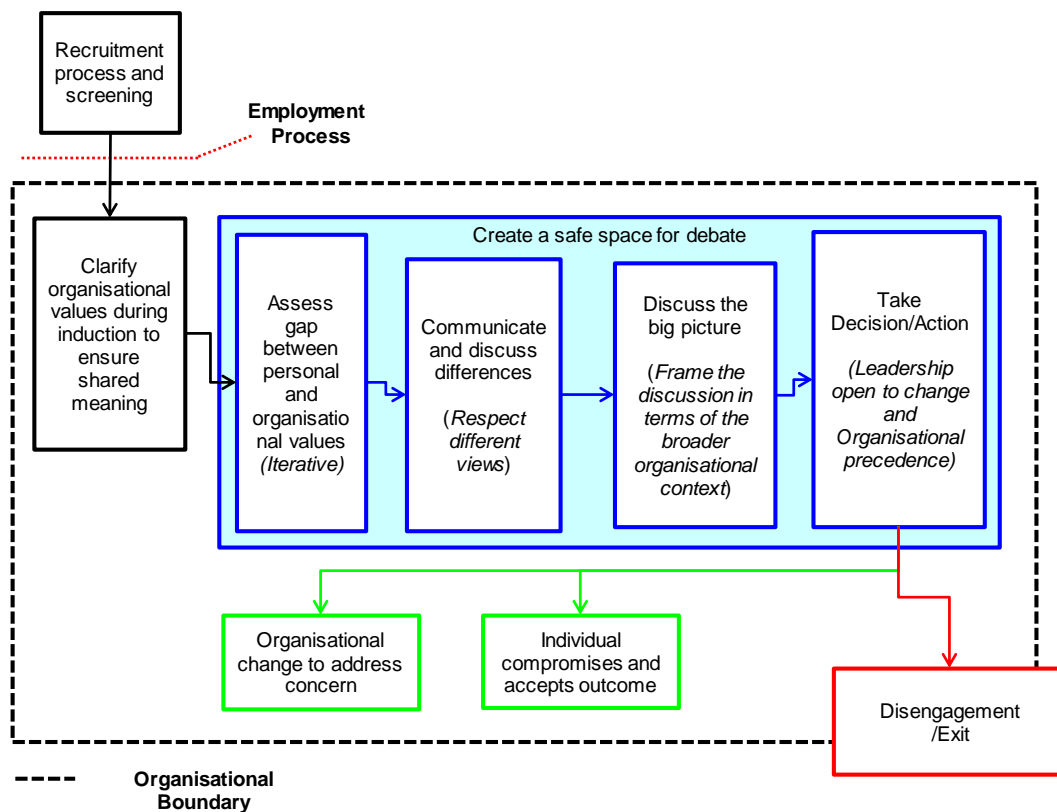 Recruitment
process and
screening
Employment
Process
Clarify
organisational
values during
induction to
ensure
shared
meaning
Create a safe space for debate
Assess
gap
between
personal
and
organisatio
nal values
(Iterative)
Communicate
and discuss
differences
(Respect
different
views)
Discuss the
big picture
(Frame the
discussion in
terms of the
broader
organisational
context)
Take
Decision/Action
(Leadership
open to change
and
Organisational
precedence)
Organisational
change to address
concern
Individual
compromises and
accepts outcome
Disengagement
/Exit
Organisational
Boundary